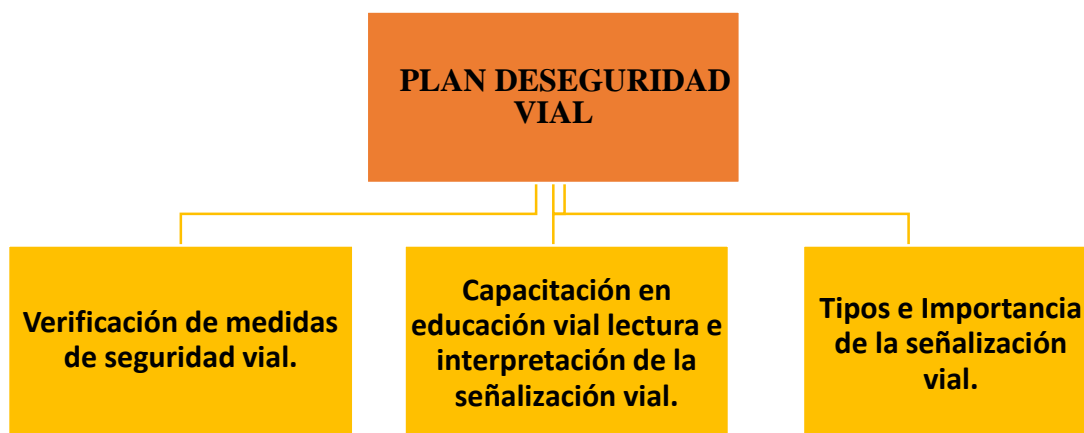 PLAN DESEGURIDAD
VIAL
Verificación de medidas
de seguridad vial.
Capacitación en
educación vial lectura e
interpretación de la
señalización vial.
Tipos e Importancia
de la señalización
vial.